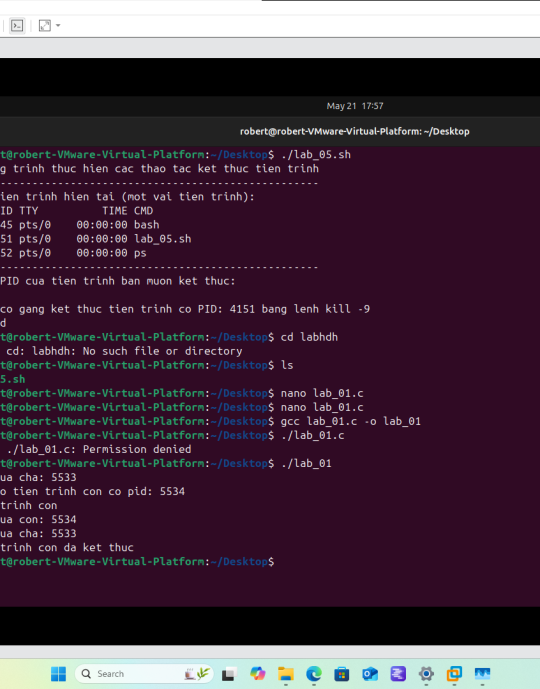 May 21 17:57
robert@robert-VMware-Virtual-Platform: ~/Desktop
t@robert-VMware-Virtual-Platform:~/Desktop$ ./lab_05.sh
g trinh thuc hien cac thao tac ket thuc tien trinh
-------------------------------------------------
ien trinh hien tai (mot vai tien trinh):
ID TTY          TIME CMD
45 pts/0    00:00:00 bash
51 pts/0    00:00:00 lab_05.sh
52 pts/0    00:00:00 ps
-------------------------------------------------
PID cua tien trinh ban muon ket thuc:
co gang ket thuc tien trinh co PID: 4151 bang lenh kill -9
d
t@robert-VMware-Virtual-Platform:~/Desktop$ cd labhdh
cd: labhdh: No such file or directory
t@robert-VMware-Virtual-Platform:~/Desktop$ ls
5.sh
t@robert-VMware-Virtual-Platform:~/Desktop$ nano lab_01.c
t@robert-VMware-Virtual-Platform:~/Desktop$ nano lab_01.c
t@robert-VMware-Virtual-Platform:~/Desktop$ gcc lab_01.c -o lab_01
t@robert-VMware-Virtual-Platform:~/Desktop$ ./lab_01.c
./lab_01.c: Permission denied
t@robert-VMware-Virtual-Platform:~/Desktop$ ./lab_01
ua cha: 5533
o tien trinh con co pid: 5534
trinh con
ua con: 5534
ua cha: 5533
trinh con da ket thuc
t@robert-VMware-Virtual-Platform:~/Desktop$
Search